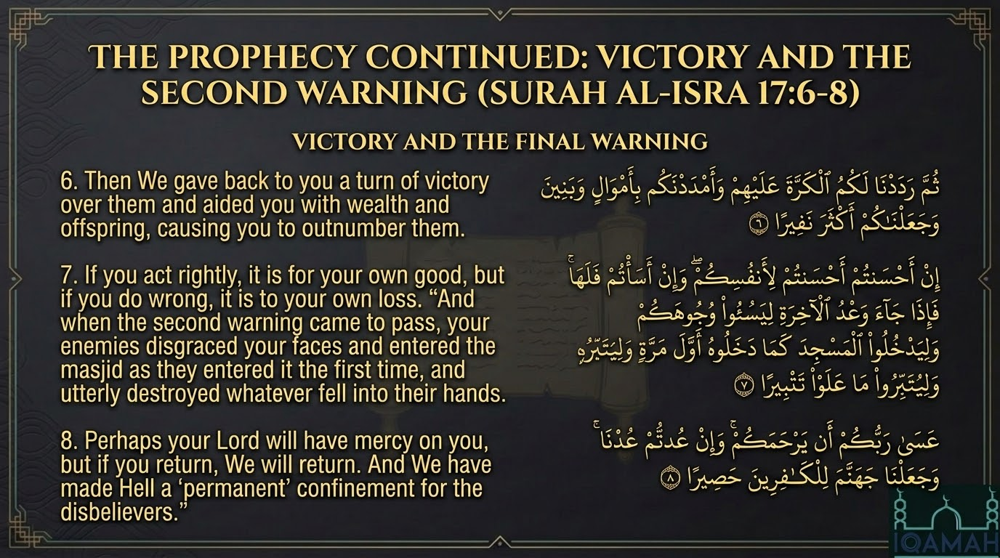 THE PROPHECY CONTINUED: VICTORY AND THE
SECOND WARNING (SURAH AL-ISRA 17:6-8)
VICTORY AND THE FINAL WARNING
6. Then We gave back to you a turn of victory
over them and aided you with wealth and
offspring, causing you to outnumber them.
ثُمَّ رَدَدْنَا لَكُمُ ٱلْكَرَّةَ عَلَيْهِمْ وَأَمْدَدْنَكُم بِأَمْوَالٍ وَبَنِينَ
وَجَعَلْنَـٰكُمْ أَكْثَرَ نَفِيرًا ٦
7. If you act rightly, it is for your own good, but
if you do wrong, it is to your own loss. “And
when the second warning came to pass, your
enemies disgraced your faces and entered the
masjid as they entered it the first time, and
utterly destroyed whatever fell into their hands.
إِنْ أَحْسَنتُمْ أَحْسَنتُمْ لِأَنفُسِكُمْ ۖ وَإِنْ أَسَأْتُمْ فَلَهَا ۚ
فَإِذَا جَآءَ وَعْدُ ٱلْآخِرَةِ لِيَسُـُٔوا۟ وُجُوهَكُمْ
وَلِيَدْخُلُوا۟ ٱلْمَسْجِدَ كَمَا دَخَلُوهُ أَوَّلَ مَرَّةٍ
وَلِيُتَبِّرُوا۟ مَا عَلَوْا۟ تَتْبِيرًا ٧
8. Perhaps your Lord will have mercy on you,
but if you return, We will return. And We have
made Hell a ‘permanent’ confinement for the
disbelievers.”
عَسَىٰ رَبُّكُمْ أَن يَرْحَمَكُمْ ۚ وَإِنْ عُدتُّمْ عُدْنَا ۚ
وَجَعَلْنَا جَهَنَّمَ لِلْكَـٰفِرِينَ حَصِيرًا ٨
IQAMAH